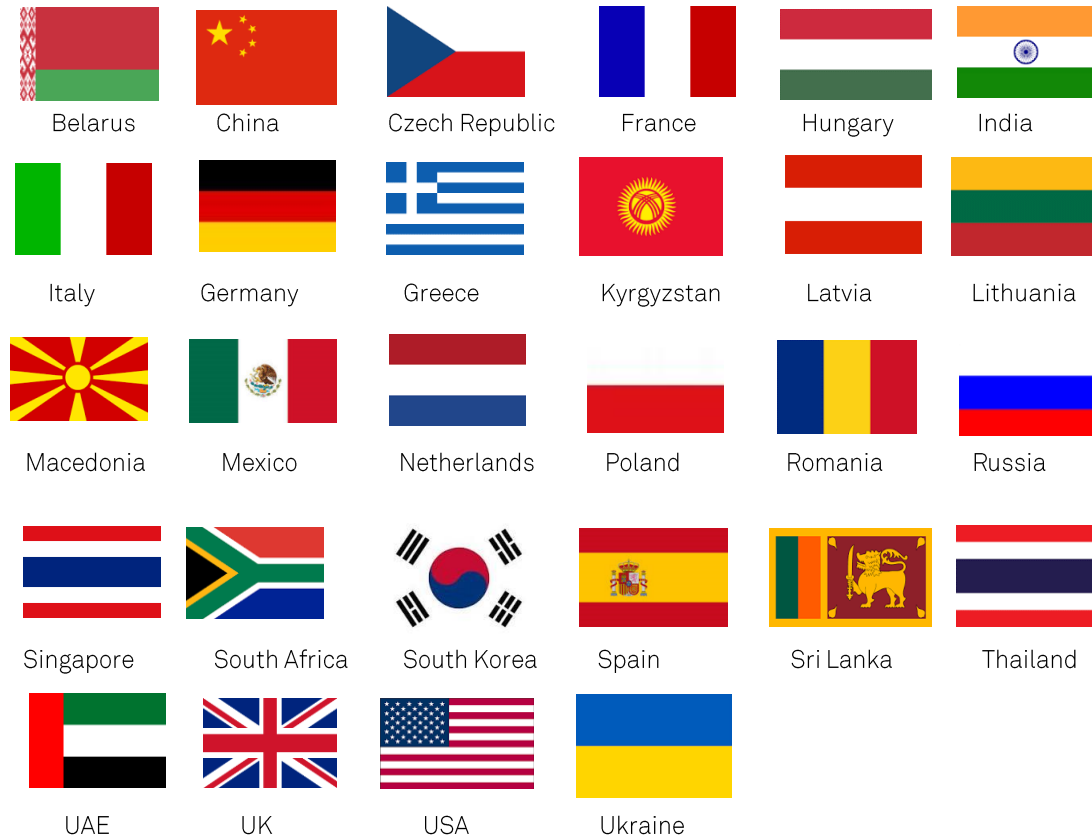 Belarus China Czech Republic France Hungary India
Italy Germany Greece Kyrgyzstan Latvia Lithuania
Macedonia Mexico Netherlands Poland Romania Russia
Singapore South Africa South Korea Spain Sri Lanka Thailand
UAE UK USA Ukraine